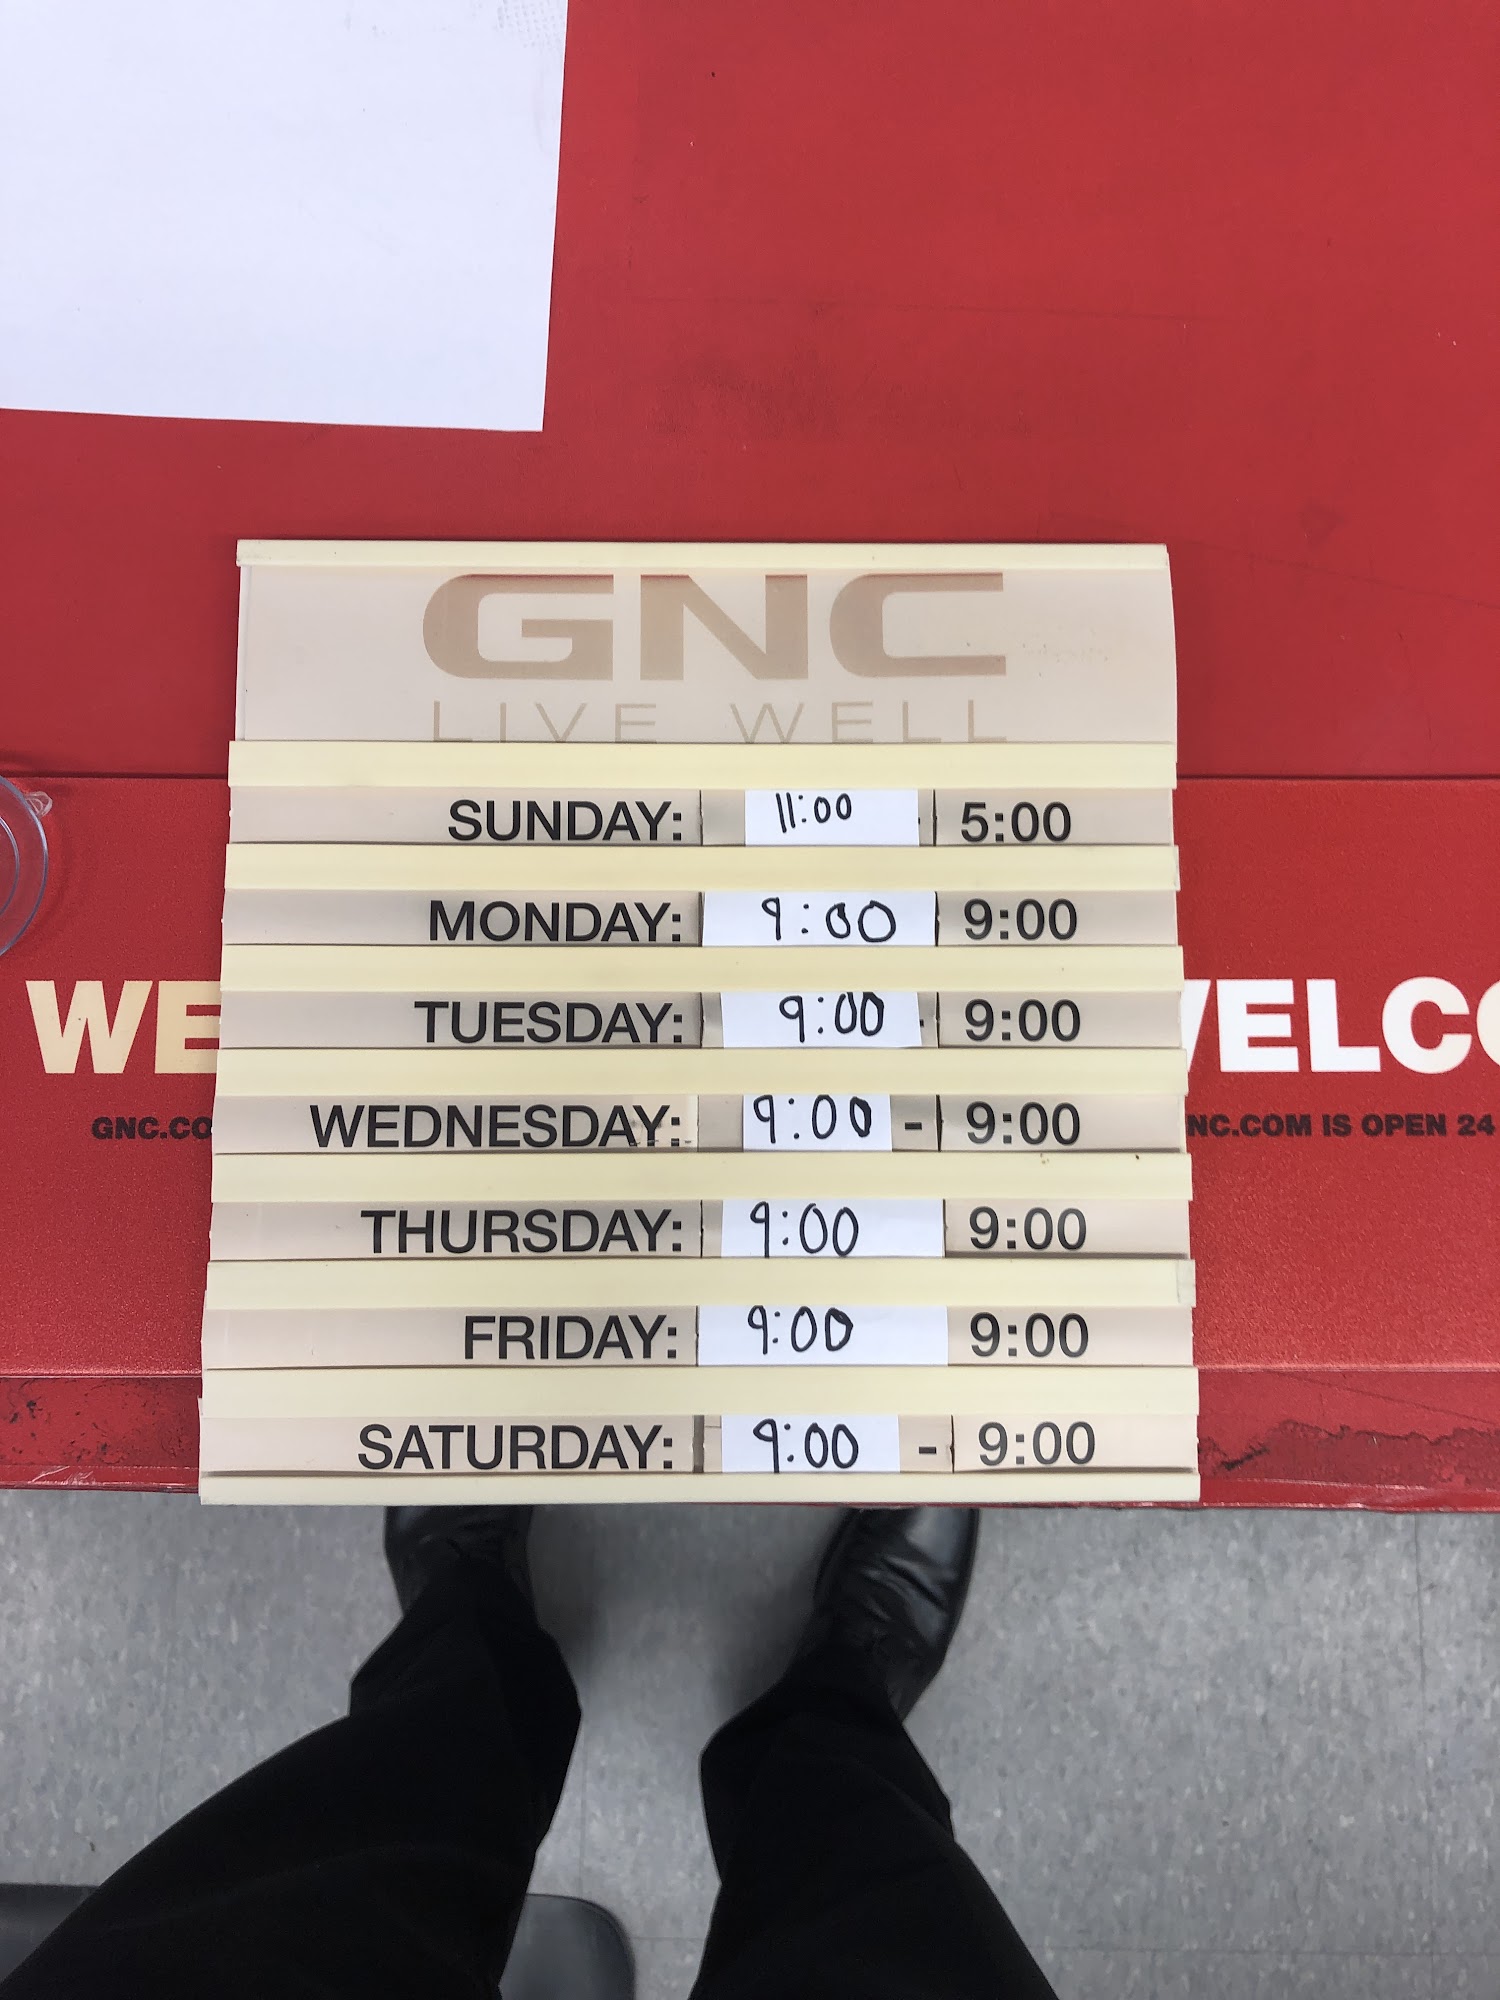 GNC
LIVE WELL
SUNDAY: 11:00 5:00
MONDAY: 9:00 9:00
TUESDAY: 9:00 - 9:00
WEDNESDAY: 9:00 - 9:00
THURSDAY: 9:00 9:00
FRIDAY: 9:00 9:00
SATURDAY: 9:00 - 9:00
WE
GNC.CO
VELCO
NC.COM IS OPEN 24